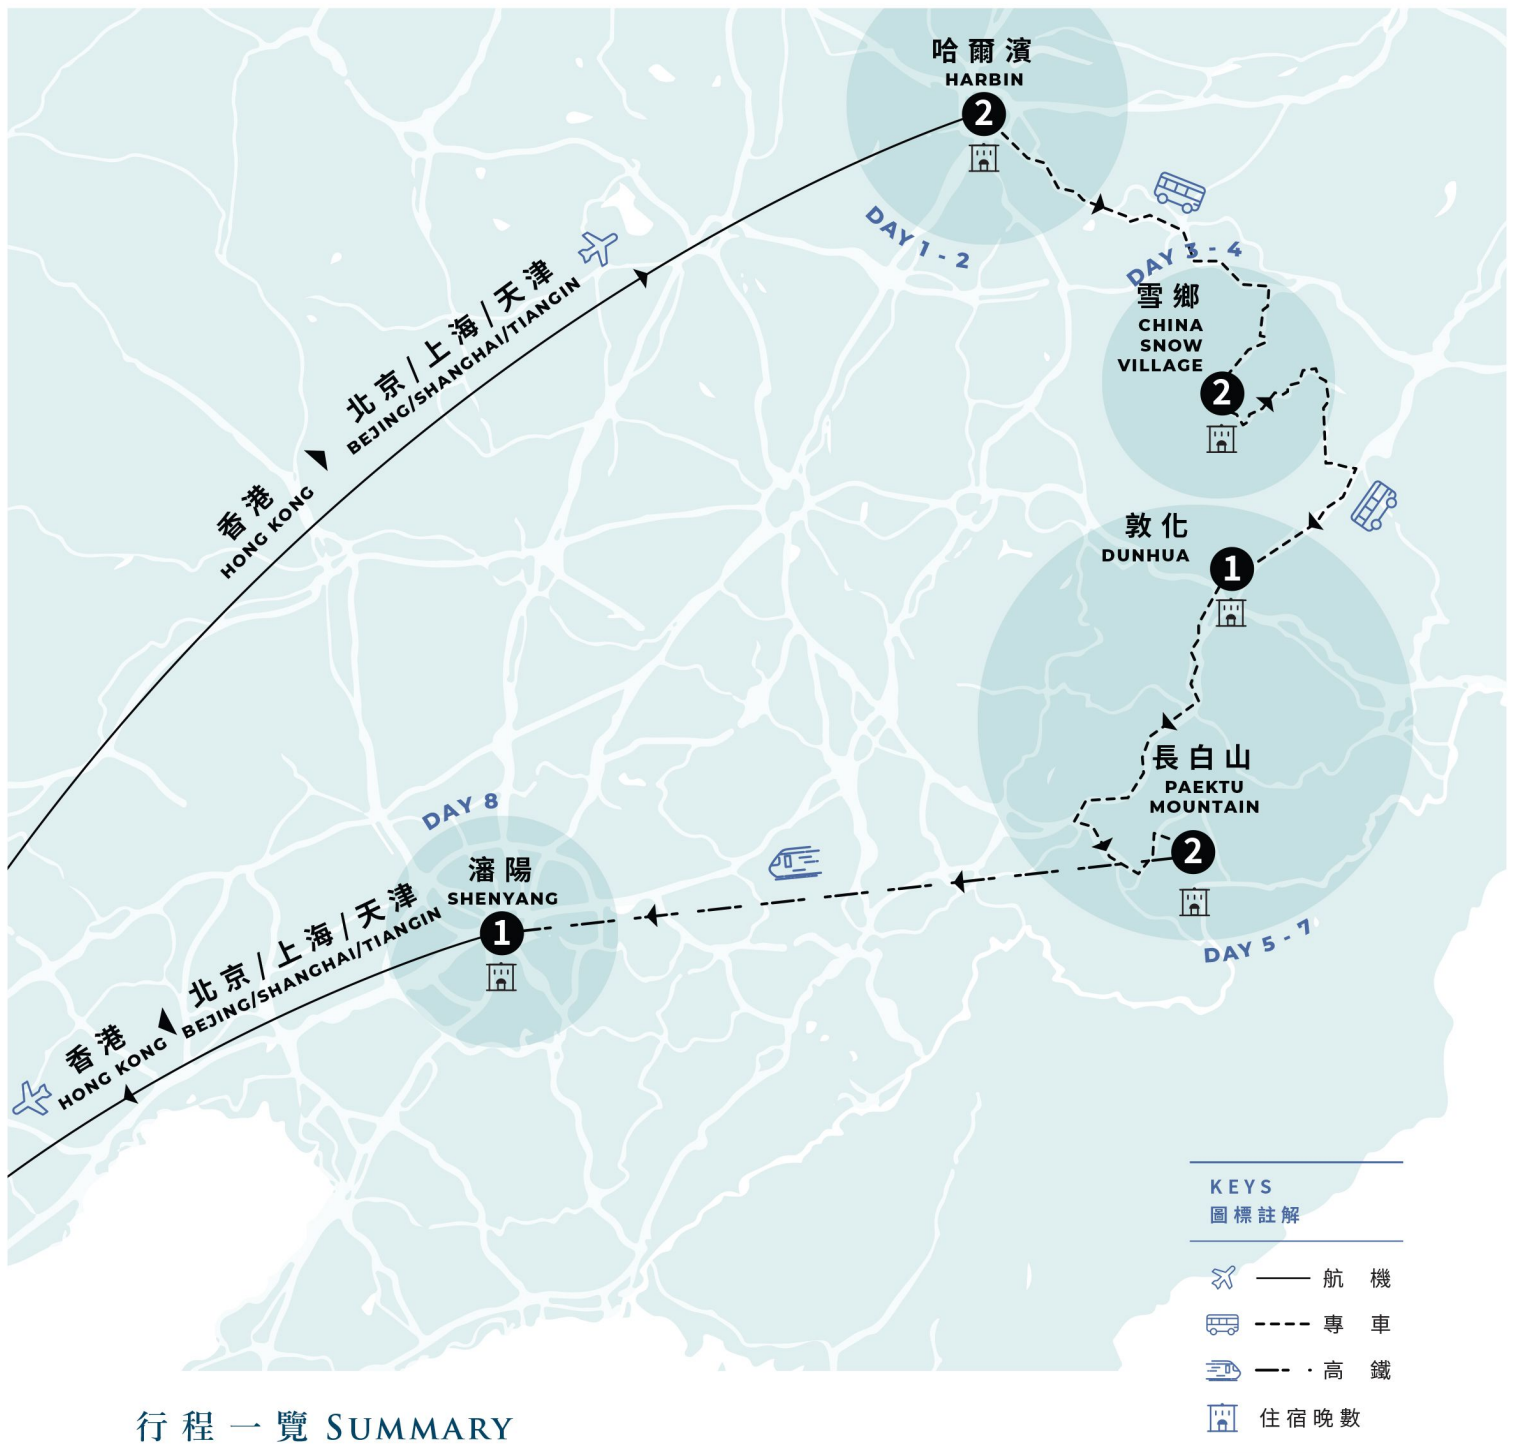 哈爾濱
HARBIN
2
DAY 1 - 2
DAY 3 - 4
雪鄉
CHINA
SNOW
VILLAGE
2
北京/上海/天津
BEJING/SHANGHAI/TIANGIN
香港
HONG KONG
敦化
DUNHUA
1
長白山
PAEKTU
MOUNTAIN
2
DAY 5 - 7
DAY 8
瀋陽
SHENYANG
1
北京/上海/天津
BEJING/SHANGHAI/TIANGIN
香港
HONG KONG
KEYS
圖標註解
航 機
專 車
高 鐵
住宿晚數
行程一覽 SUMMARY